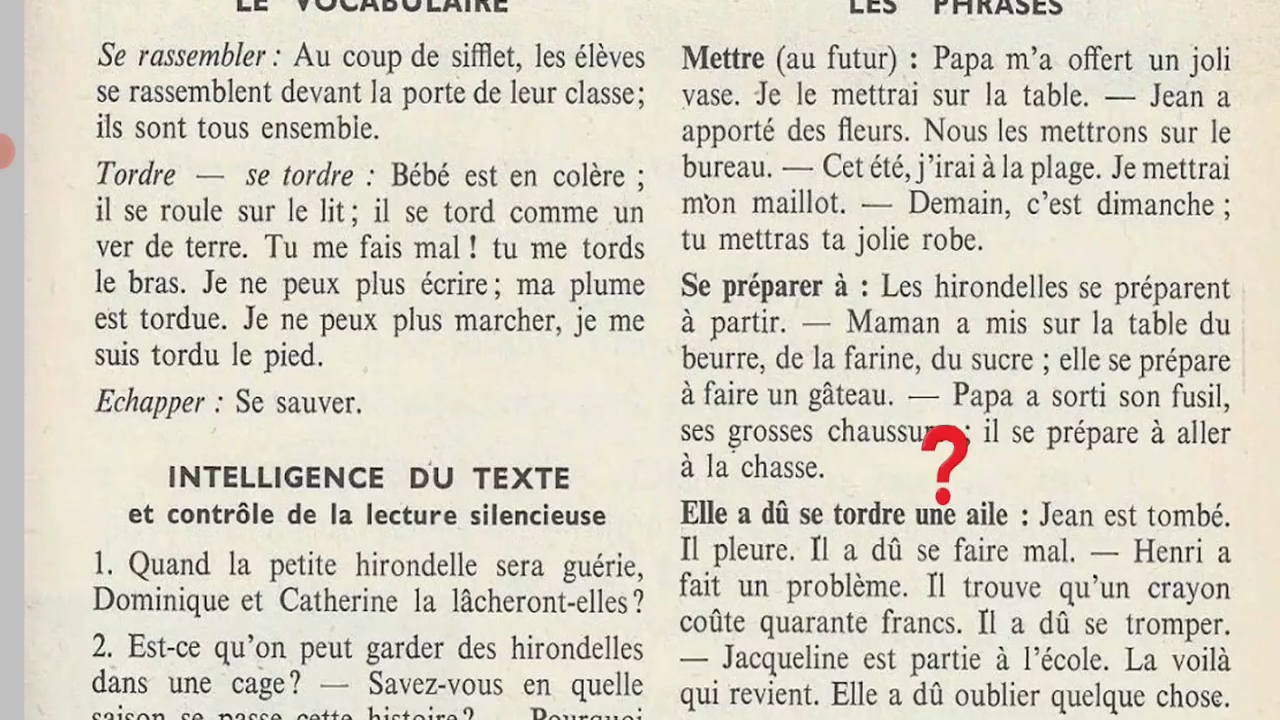 LE VOCABULAIRE
Se rassembler : Au coup de sifflet, les élèves
se rassemblent devant la porte de leur classe;
ils sont tous ensemble.
Tordre — se tordre : Bébé est en colère ;
il se roule sur le lit; il se tord comme un
ver de terre. Tu me fais mal ! tu me tords
le bras. Je ne peux plus écrire; ma plume
est tordue. Je ne peux plus marcher, je me
suis tordu le pied.
Echapper : Se sauver.
INTELLIGENCE DU TEXTE
et contrôle de la lecture silencieuse
1. Quand la petite hirondelle sera guérie,
Dominique et Catherine la lâcheront-elles?
2. Est-ce qu'on peut garder des hirondelles
dans une cage? — Savez-vous en quelle
saison se passe cette histoire? Pourquoi
LES PHRASES
Mettre (au futur) : Papa m'a offert un joli
vase. Je le mettrai sur la table. — Jean a
apporté des fleurs. Nous les mettrons sur le
bureau. — Cet été, j'irai à la plage. Je mettrai
mon maillot. — Demain, c'est dimanche ;
tu mettras ta jolie robe.
Se préparer à : Les hirondelles se préparent
à partir. — Maman a mis sur la table du
beurre, de la farine, du sucre ; elle se prépare
à faire un gâteau. — Papa a sorti son fusil,
ses grosses ; il se prépare à aller
à la chasse.
?
Elle a dû se tordre une aile : Jean est tombé.
Il pleure. Il a dû se faire mal. — Henri a
fait un problème. Il trouve qu'un crayon
coûte quarante francs. Il a dû se tromper.
— Jacqueline est partie à l'école. La voilà
qui revient. Elle a dû oublier quelque chose.